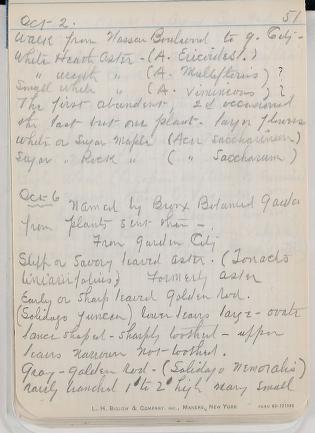 Oct- 2. 51
Walk from Nassau Boulevard to G. City-
White Heath Aster - (A. Ericoides!)
" wreath " (A. Multiflorus) ?
Small white " (A. Vimineous) ?
The first abundant, 2d occasional
the last but one plant - large flowers
White or Sugar Maple (Acer Saccharinum)
Sugar " Rock " ( " Saccharum )
Oct- 6
Named by Bronx Botanical Garden
from plants sent them -
From Garden City
Stiff or Savory leaved aster. (Ionactis
linariifolius) Formerly Aster
Early or Sharp leaved Golden rod.
(Solidago Juncea) lower leaves large - ovate
lance shaped - sharply toothed - upper
leaves narrow not toothed.
Gray - golden rod - (Solidago Nemoralis)
rarely branched 1° to 2° high many small
L. H. BIGLOW & COMPANY, INC., MAKERS, NEW YORK